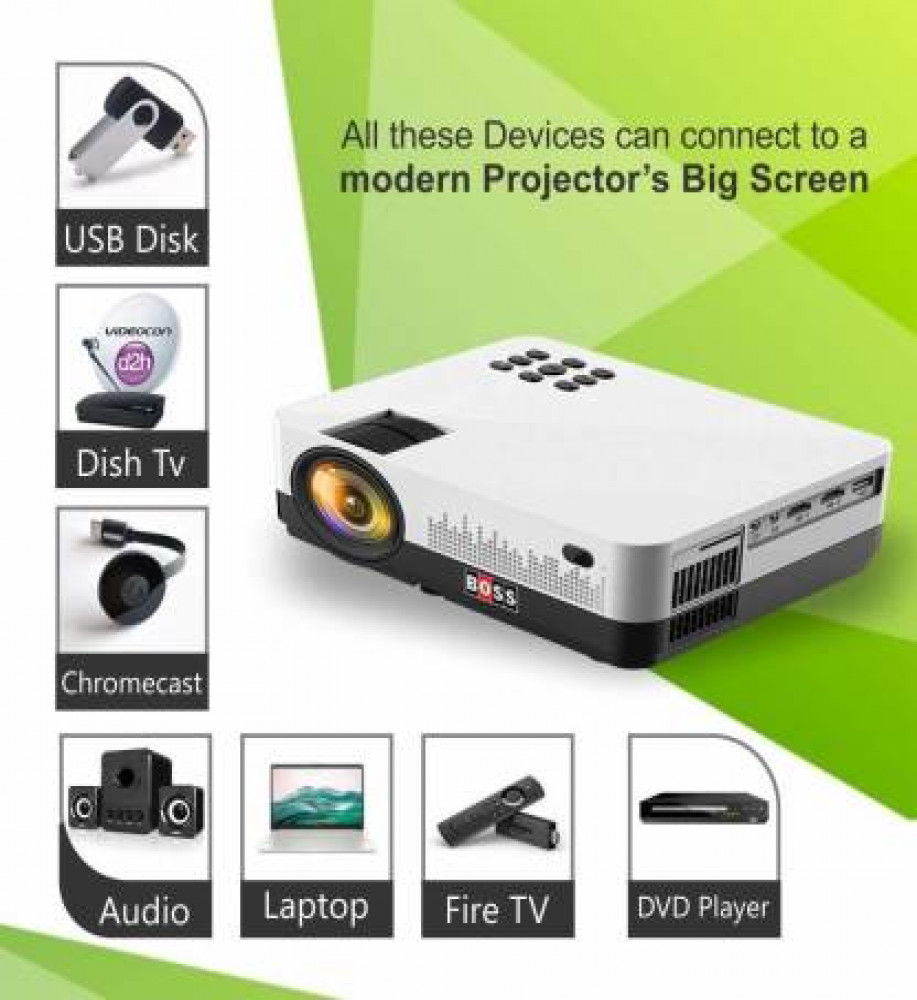 All these Devices can connect to a
modern Projector's Big Screen
USB Disk
VIDEOCON
d2h
Dish Tv
Chromecast
BOSS
Audio
Laptop
Fire TV
DVD Player